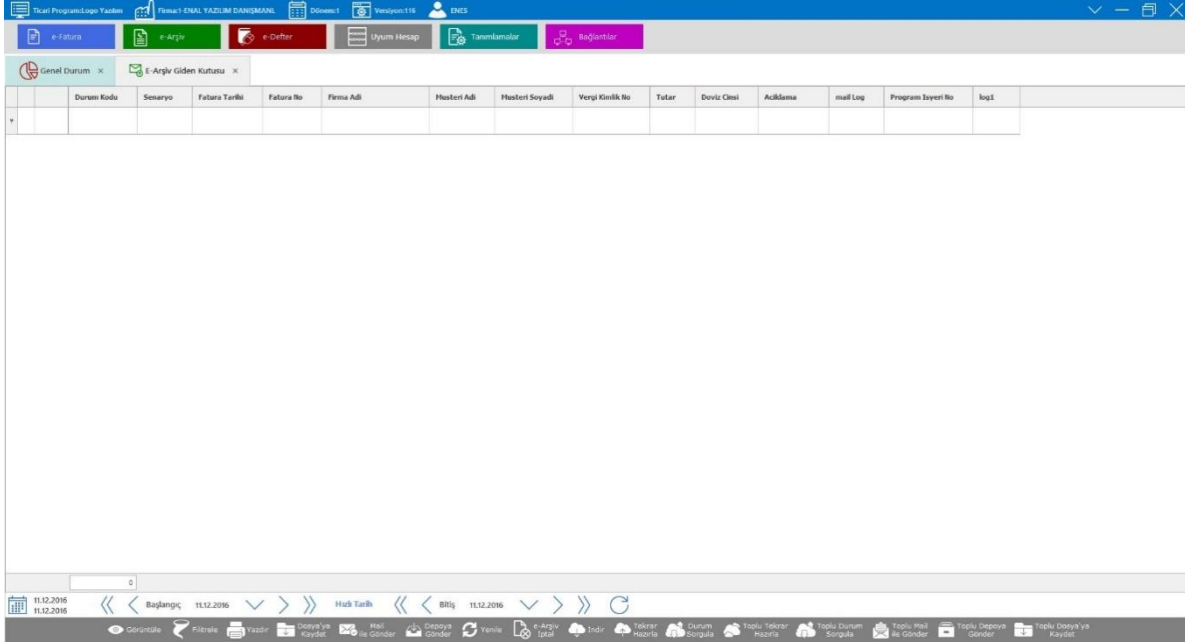 Ticari Program:Logo Yazılım Firma:1-ENAL YAZILIM DANIŞMANL Dönem:1 Versiyon:116 ENES
e-Fatura e-Arşiv e-Defter Uyum Hesap Tanımlamalar Bağlantılar
Genel Durum × E-Arşiv Giden Kutusu ×
Durum Kodu Senaryo Fatura Tarihi Fatura No Firma Adi Musteri Adi Musteri Soyadi Vergi Kimlik No Tutar Doviz Cinsi Aciklama mail Log Program Isyeri No log1
0
11.12.2016
11.12.2016
Başlangıç 11.12.2016 Hızlı Tarih Bitiş 11.12.2016
Görüntüle Filtrele Yazdır Dosya'ya Kaydet Mail ile Gönder Depoya Gönder Yenile e-Arşiv İptal İndir Tekrar Hazırla Durum Sorgula Toplu Tekrar Hazırla Toplu Durum Sorgula Toplu Mail ile Gönder Toplu Depoya Gönder Toplu Dosya'ya Kaydet